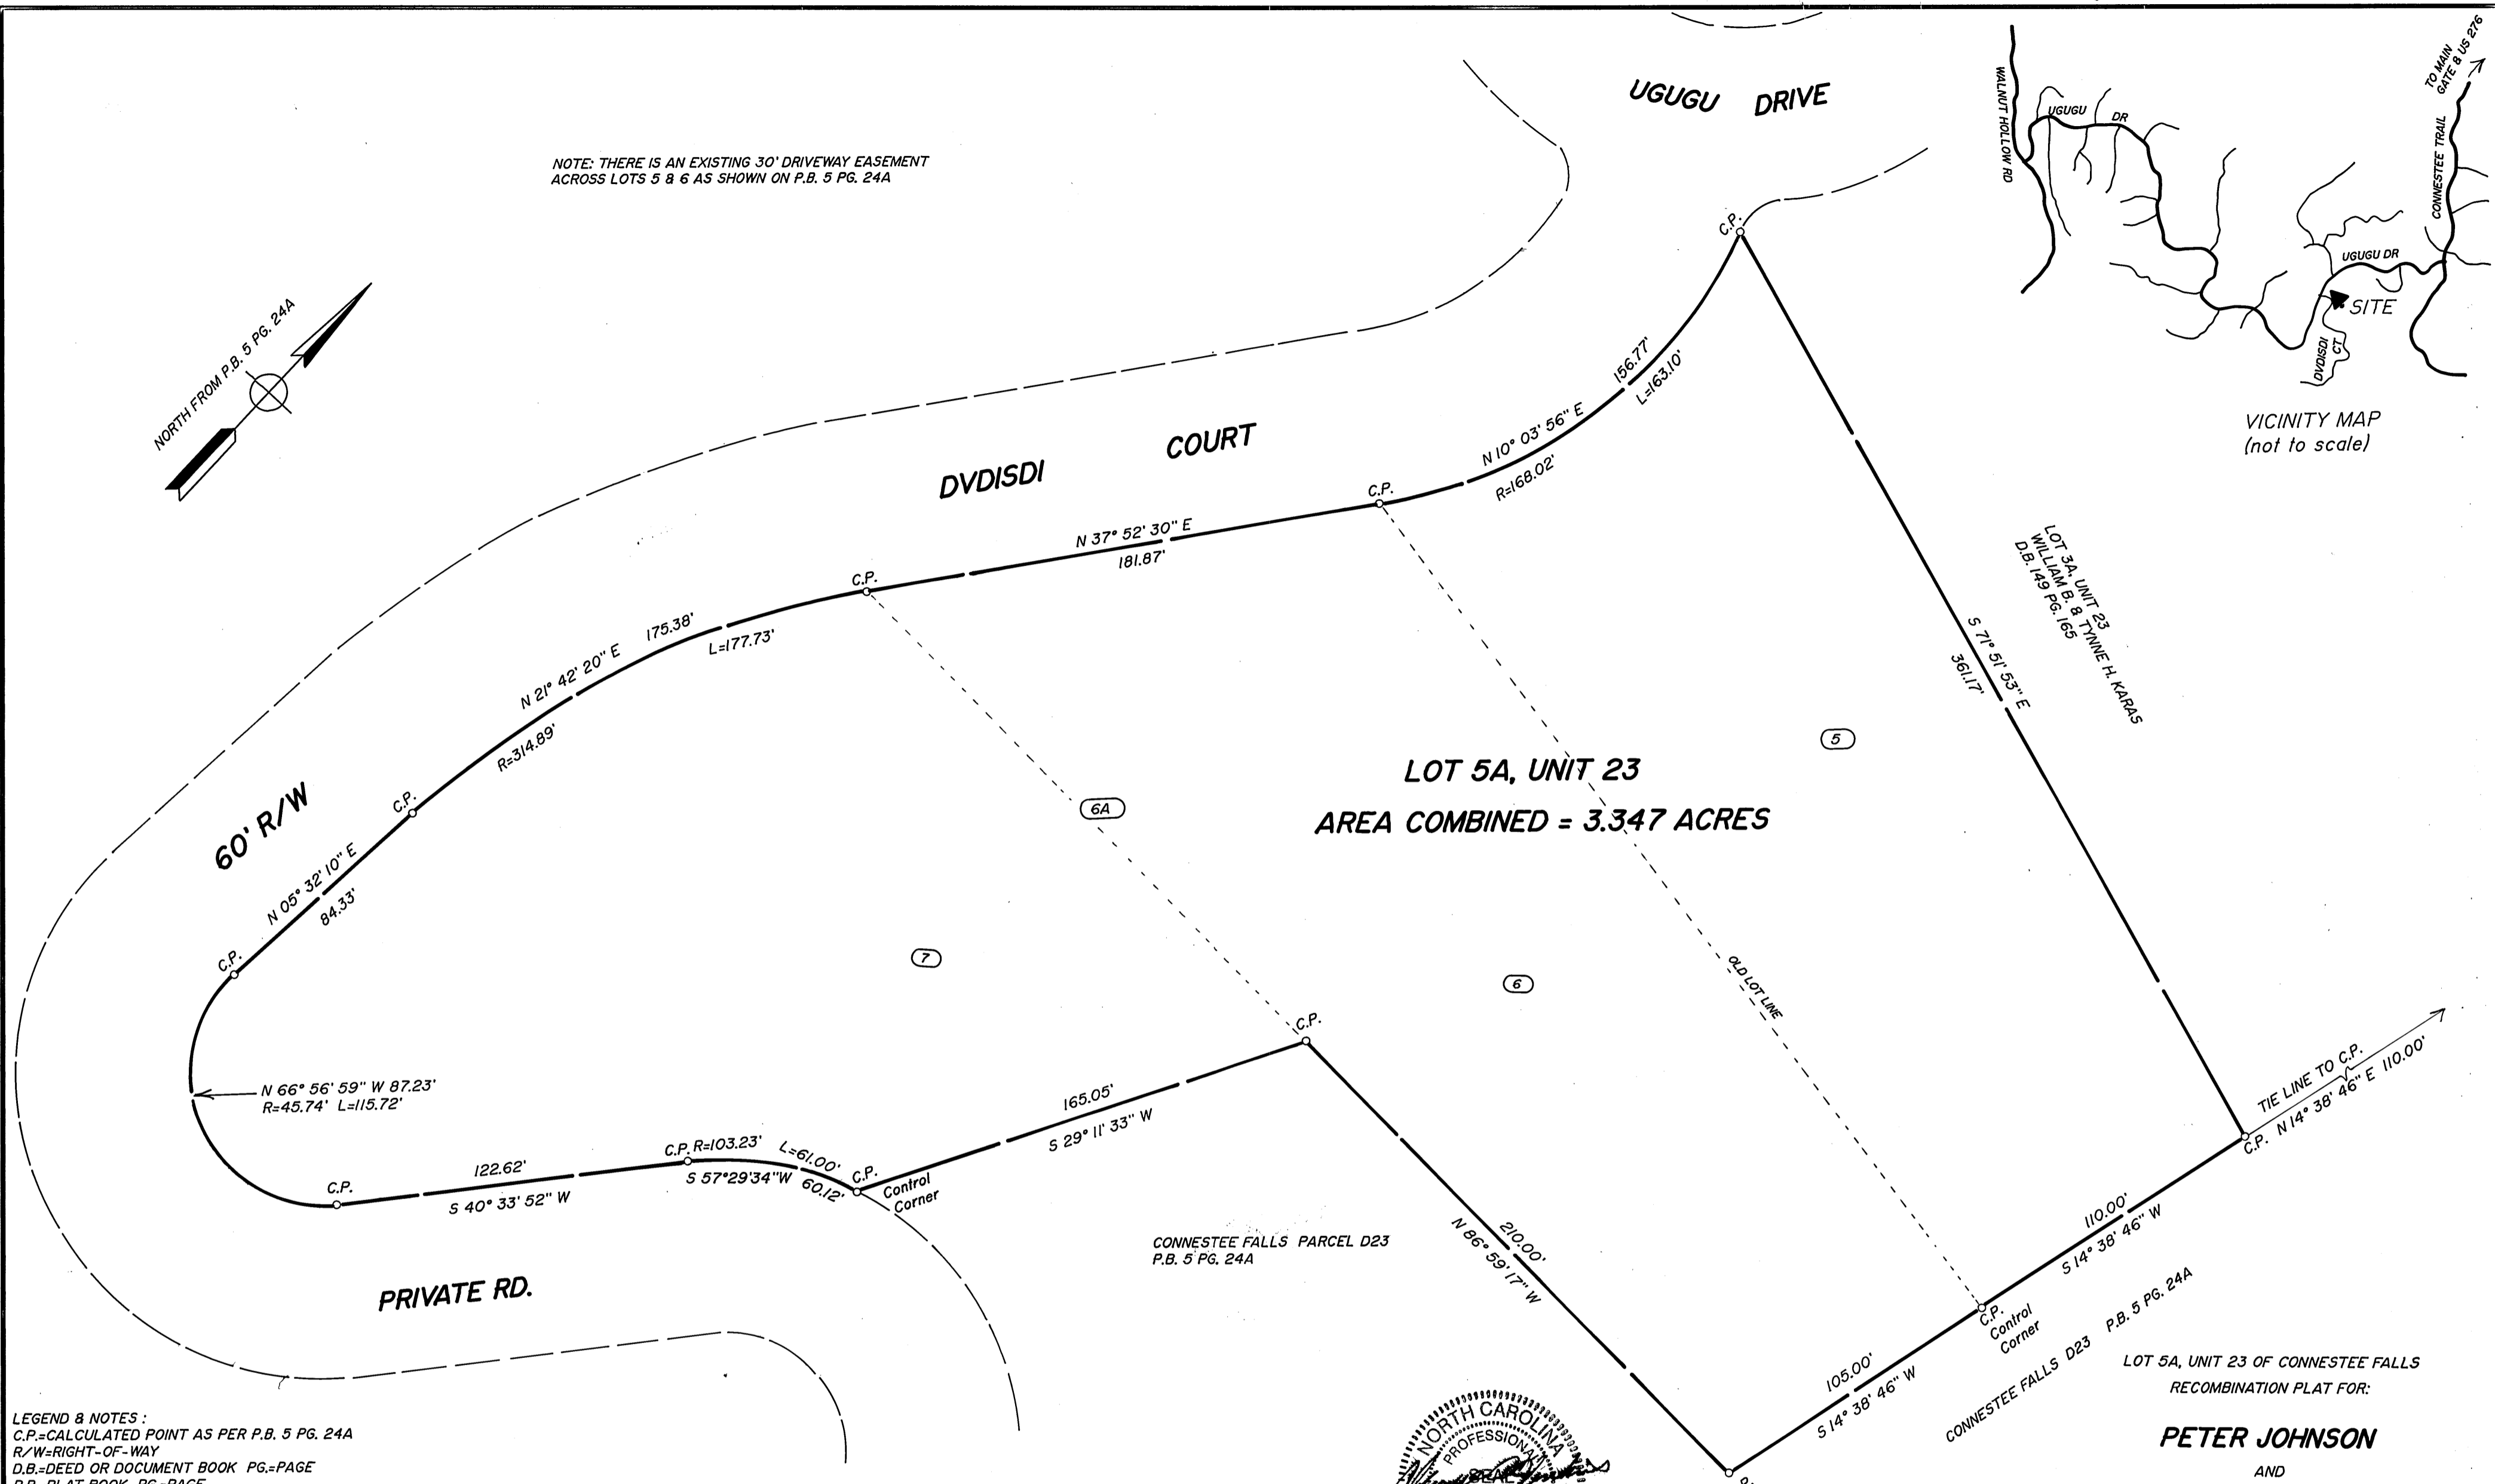 UGUGU DRIVE
TO MAIN
GATE & US 276
WALNUT HOLLOW RD
UGUGU DR
CONNESTEE TRAIL
UGUGU DR
SITE
DVDISDI
CT
VICINITY MAP
(not to scale)
NOTE: THERE IS AN EXISTING 30' DRIVEWAY EASEMENT
ACROSS LOTS 5 & 6 AS SHOWN ON P.B. 5 PG. 24A
NORTH FROM P.B. 5 PG. 24A
C.P.
156.77'
L=163.10'
N 10° 03' 56" E
R=168.02'
DVDISDI COURT
C.P.
N 37° 52' 30" E
181.87'
C.P.
175.38'
L=177.73'
N 21° 42' 20" E
R=314.89'
LOT 3A, UNIT 23
WILLIAM B. & TYNNE H. KARAS
D.B. 149 PG. 165
S 71° 51' 53" E
361.17'
5
LOT 5A, UNIT 23
AREA COMBINED = 3.347 ACRES
6A
60' R/W
C.P.
N 05° 32' 10" E
84.33'
C.P.
7
6
OLD LOT LINE
C.P.
N 66° 56' 59" W 87.23'
R=45.74' L=115.72'
165.05'
S 29° 11' 33" W
TIE LINE TO C.P.
N 14° 38' 46" E 110.00'
C.P.
C.P.
122.62'
S 40° 33' 52" W
C.P. R=103.23' L=61.00'
S 57°29'34"W 60.12'
C.P.
Control
Corner
CONNESTEE FALLS PARCEL D23
P.B. 5 PG. 24A
210.00'
N 86° 59' 17" W
110.00'
S 14° 38' 46" W
C.P.
Control
Corner
CONNESTEE FALLS D23 P.B. 5 PG. 24A
105.00'
S 14° 38' 46" W
PRIVATE RD.
LOT 5A, UNIT 23 OF CONNESTEE FALLS
RECOMBINATION PLAT FOR:
PETER JOHNSON
AND
NORTH CAROLINA
PROFESSIONAL
SEAL
LEGEND & NOTES :
C.P.=CALCULATED POINT AS PER P.B. 5 PG. 24A
R/W=RIGHT-OF-WAY
D.B.=DEED OR DOCUMENT BOOK PG.=PAGE
P.B.=PLAT BOOK PG.=PAGE